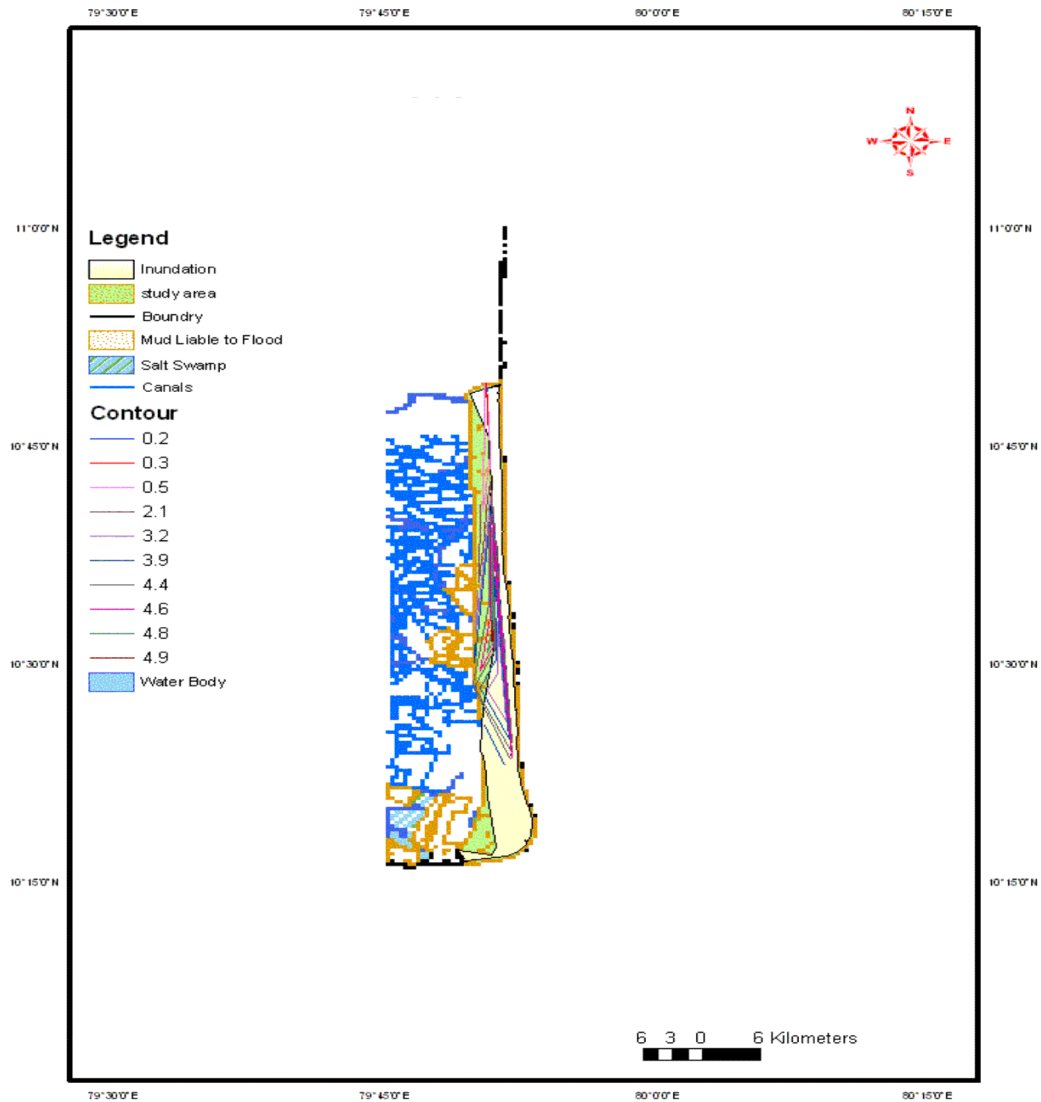 79°30'0"E 79°45'0"E 80°0'0"E 80°15'0"E
N
W E
S
11°0'0"N 11°0'0"N
Legend
Inundation
study area
Boundry
Mud Liable to Flood
Salt Swamp
Canals
Contour
0.2
0.3
0.5
2.1
3.2
3.9
4.4
4.6
4.8
4.9
Water Body
10°45'0"N 10°45'0"N
10°30'0"N 10°30'0"N
10°15'0"N 10°15'0"N
6 3 0 6 Kilometers
79°30'0"E 79°45'0"E 80°0'0"E 80°15'0"E